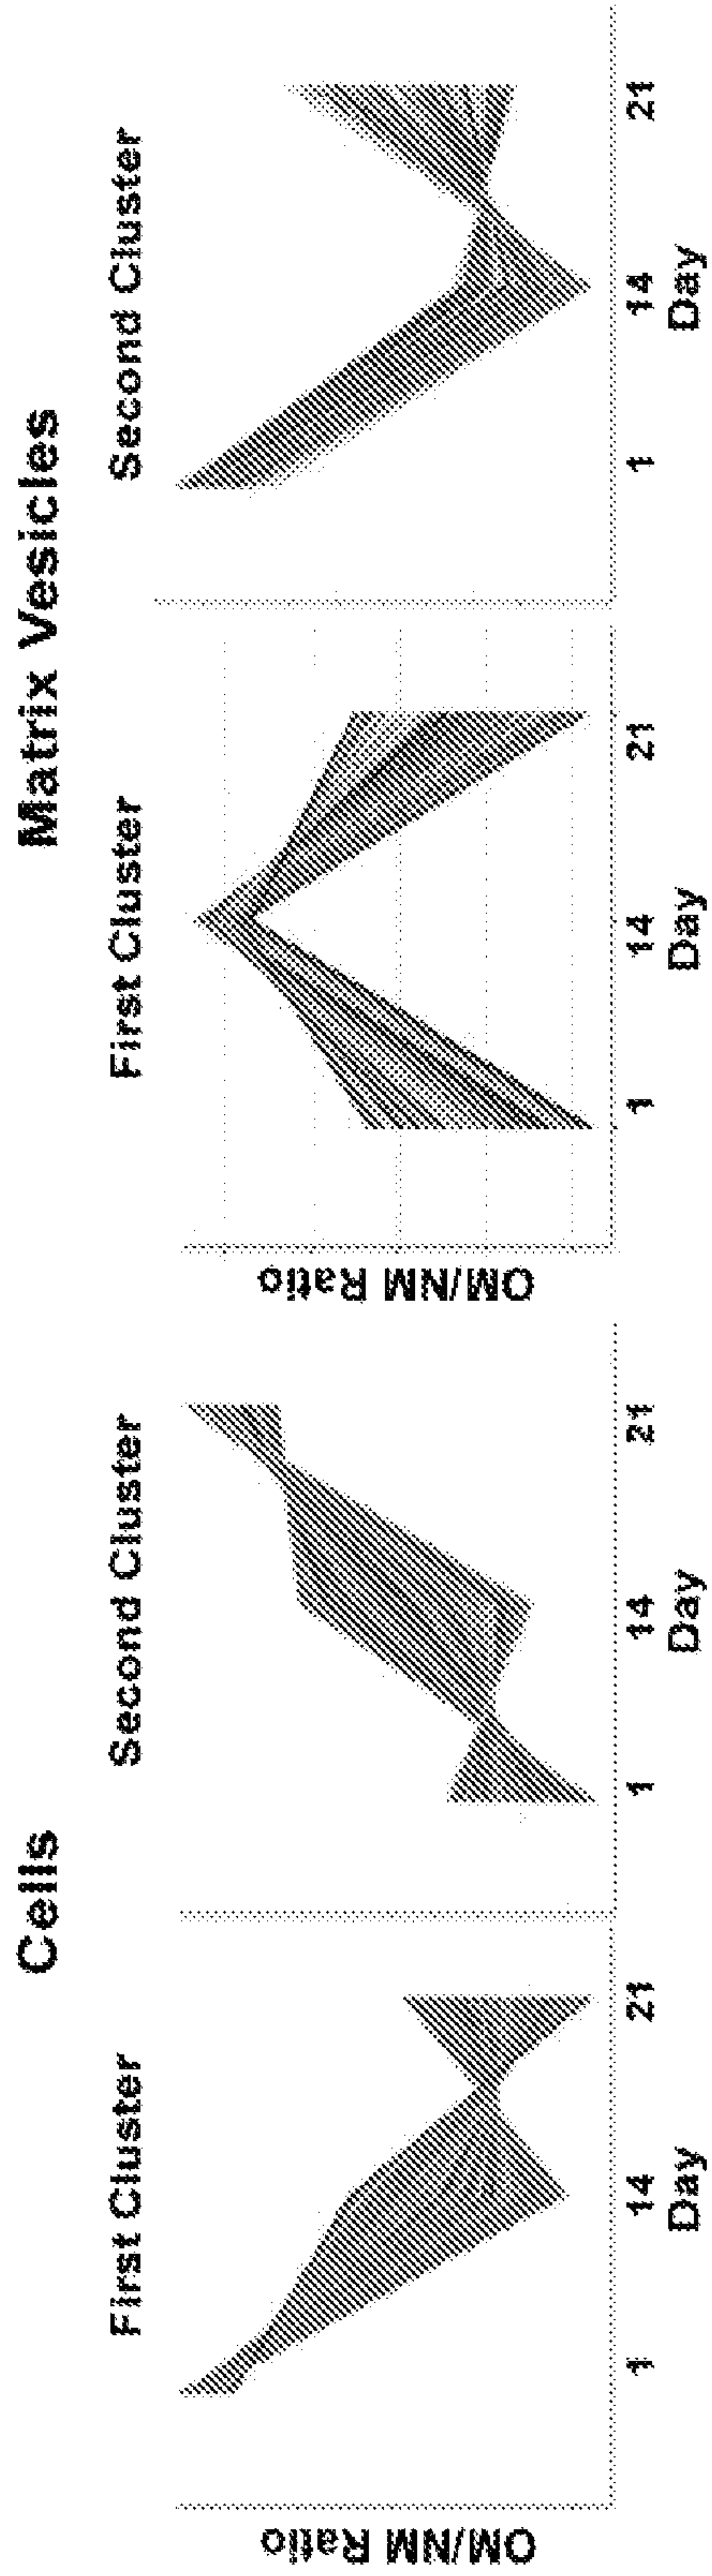 Cells
First Cluster
OM/NM Ratio
1 14 21
Day
Second Cluster
1 14 21
Day
Matrix Vesicles
First Cluster
OM/NM Ratio
1 14 21
Day
Second Cluster
1 14 21
Day